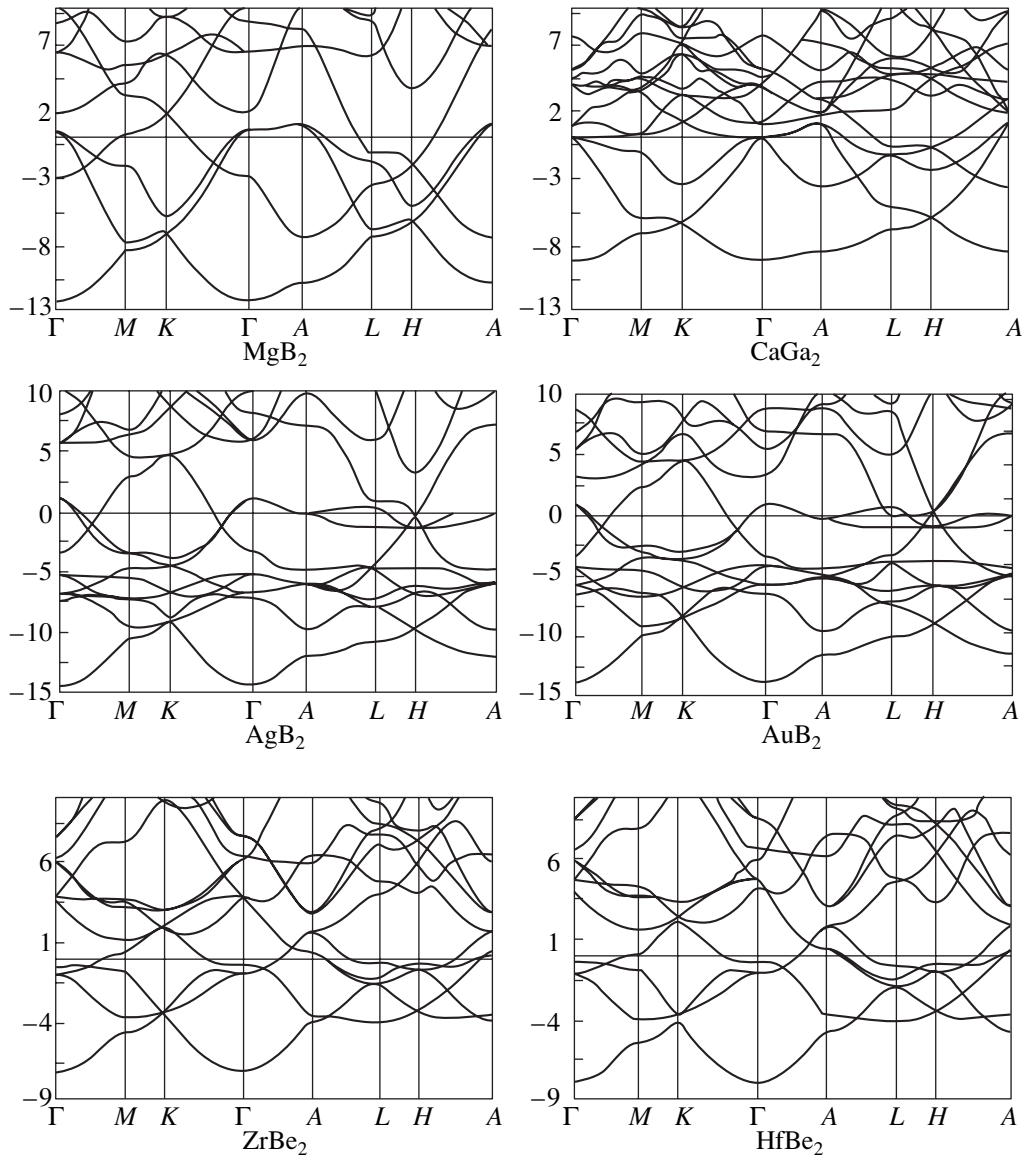 7
2
−3
−8
−13
Γ M K Γ A L H A
MgB2
7
2
−3
−8
−13
Γ M K Γ A L H A
CaGa2
10
5
0
−5
−10
−15
Γ M K Γ A L H A
AgB2
10
5
0
−5
−10
−15
Γ M K Γ A L H A
AuB2
6
1
−4
−9
Γ M K Γ A L H A
ZrBe2
6
1
−4
−9
Γ M K Γ A L H A
HfBe2